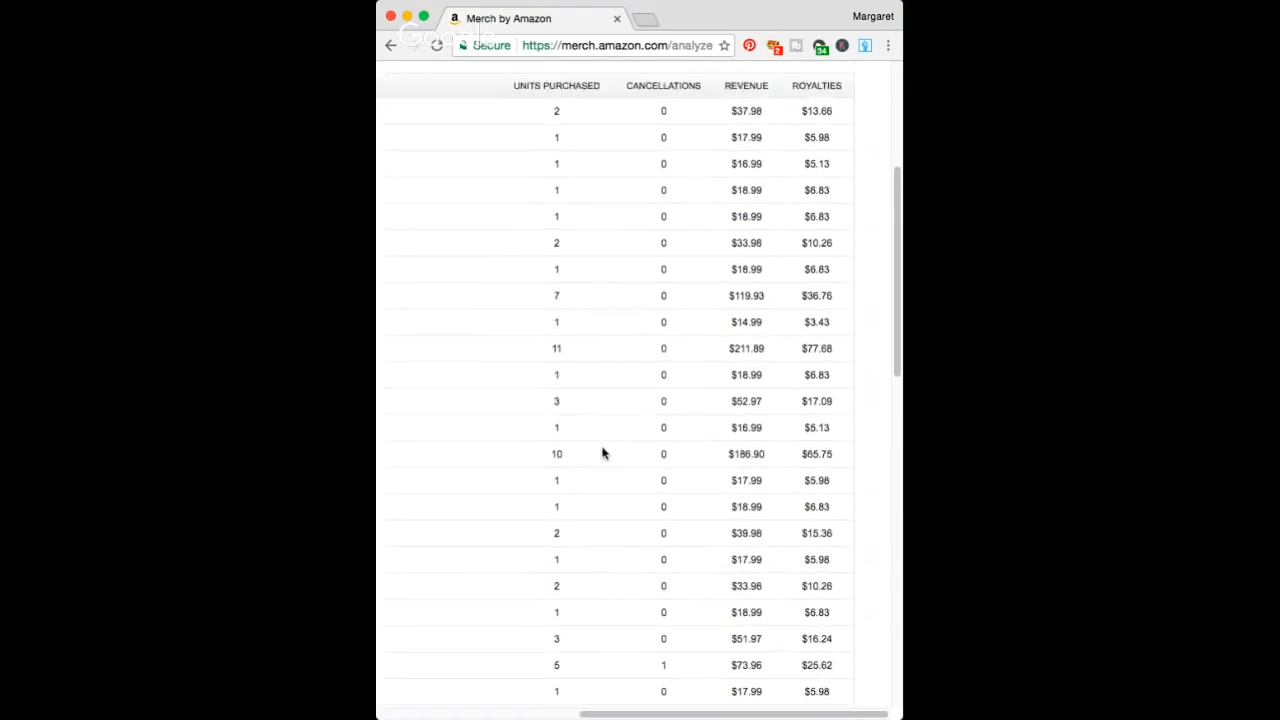 Merch by Amazon
Margaret
Google
Secure https://merch.amazon.com/analyze
2
34
UNITS PURCHASED CANCELLATIONS REVENUE ROYALTIES
2 0 $37.98 $13.66
1 0 $17.99 $5.98
1 0 $16.99 $5.13
1 0 $18.99 $6.83
1 0 $18.99 $6.83
2 0 $33.98 $10.26
1 0 $18.99 $6.83
7 0 $119.93 $36.76
1 0 $14.99 $3.43
11 0 $211.89 $77.68
1 0 $18.99 $6.83
3 0 $52.97 $17.09
1 0 $16.99 $5.13
10 0 $186.90 $65.75
1 0 $17.99 $5.98
1 0 $18.99 $6.83
2 0 $39.98 $15.36
1 0 $17.99 $5.98
2 0 $33.98 $10.26
1 0 $18.99 $6.83
3 0 $51.97 $16.24
5 1 $73.96 $25.62
1 0 $17.99 $5.98